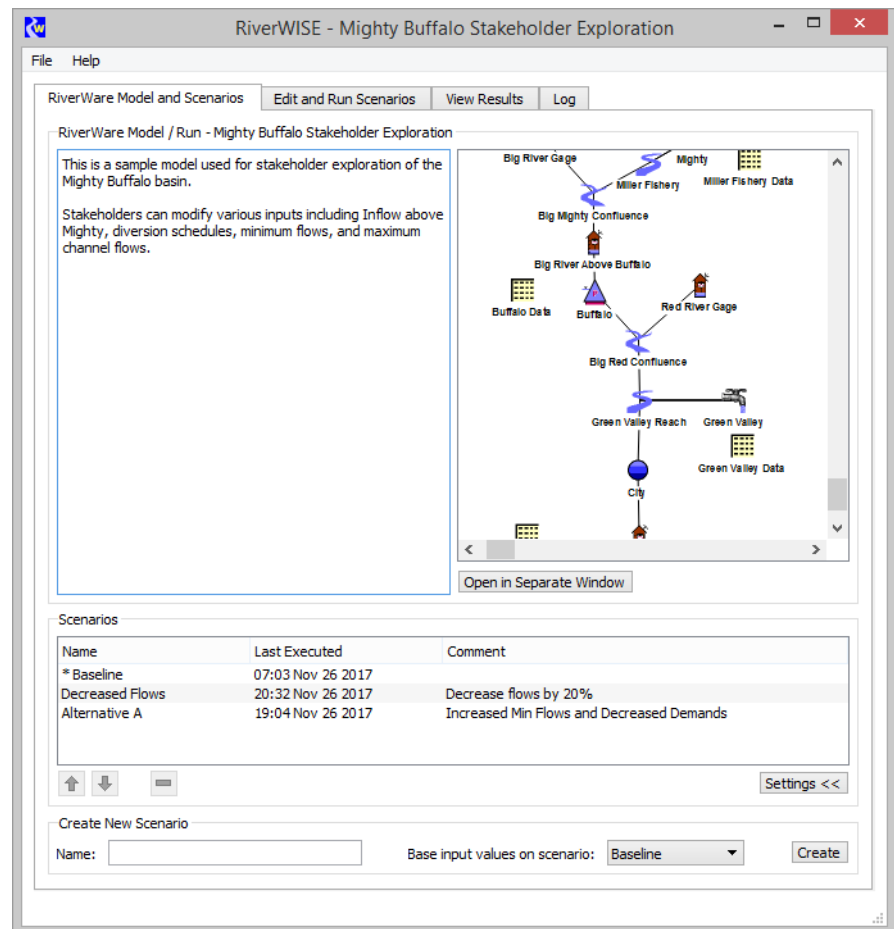 RiverWISE - Mighty Buffalo Stakeholder Exploration
File Help
RiverWare Model and Scenarios Edit and Run Scenarios View Results Log
RiverWare Model / Run - Mighty Buffalo Stakeholder Exploration
This is a sample model used for stakeholder exploration of the
Mighty Buffalo basin.
Stakeholders can modify various inputs including Inflow above
Mighty, diversion schedules, minimum flows, and maximum
channel flows.
Big River Gage
Mighty
Miller Fishery
Miller Fishery Data
Big Mighty Confluence
Big River Above Buffalo
Buffalo Data
Buffalo
Red River Gage
Big Red Confluence
Green Valley Reach
Green Valley
Green Valley Data
City
Open in Separate Window
Scenarios
Name Last Executed Comment
* Baseline 07:03 Nov 26 2017
Decreased Flows 20:32 Nov 26 2017 Decrease flows by 20%
Alternative A 19:04 Nov 26 2017 Increased Min Flows and Decreased Demands
Settings <<
Create New Scenario
Name: Base input values on scenario: Baseline Create